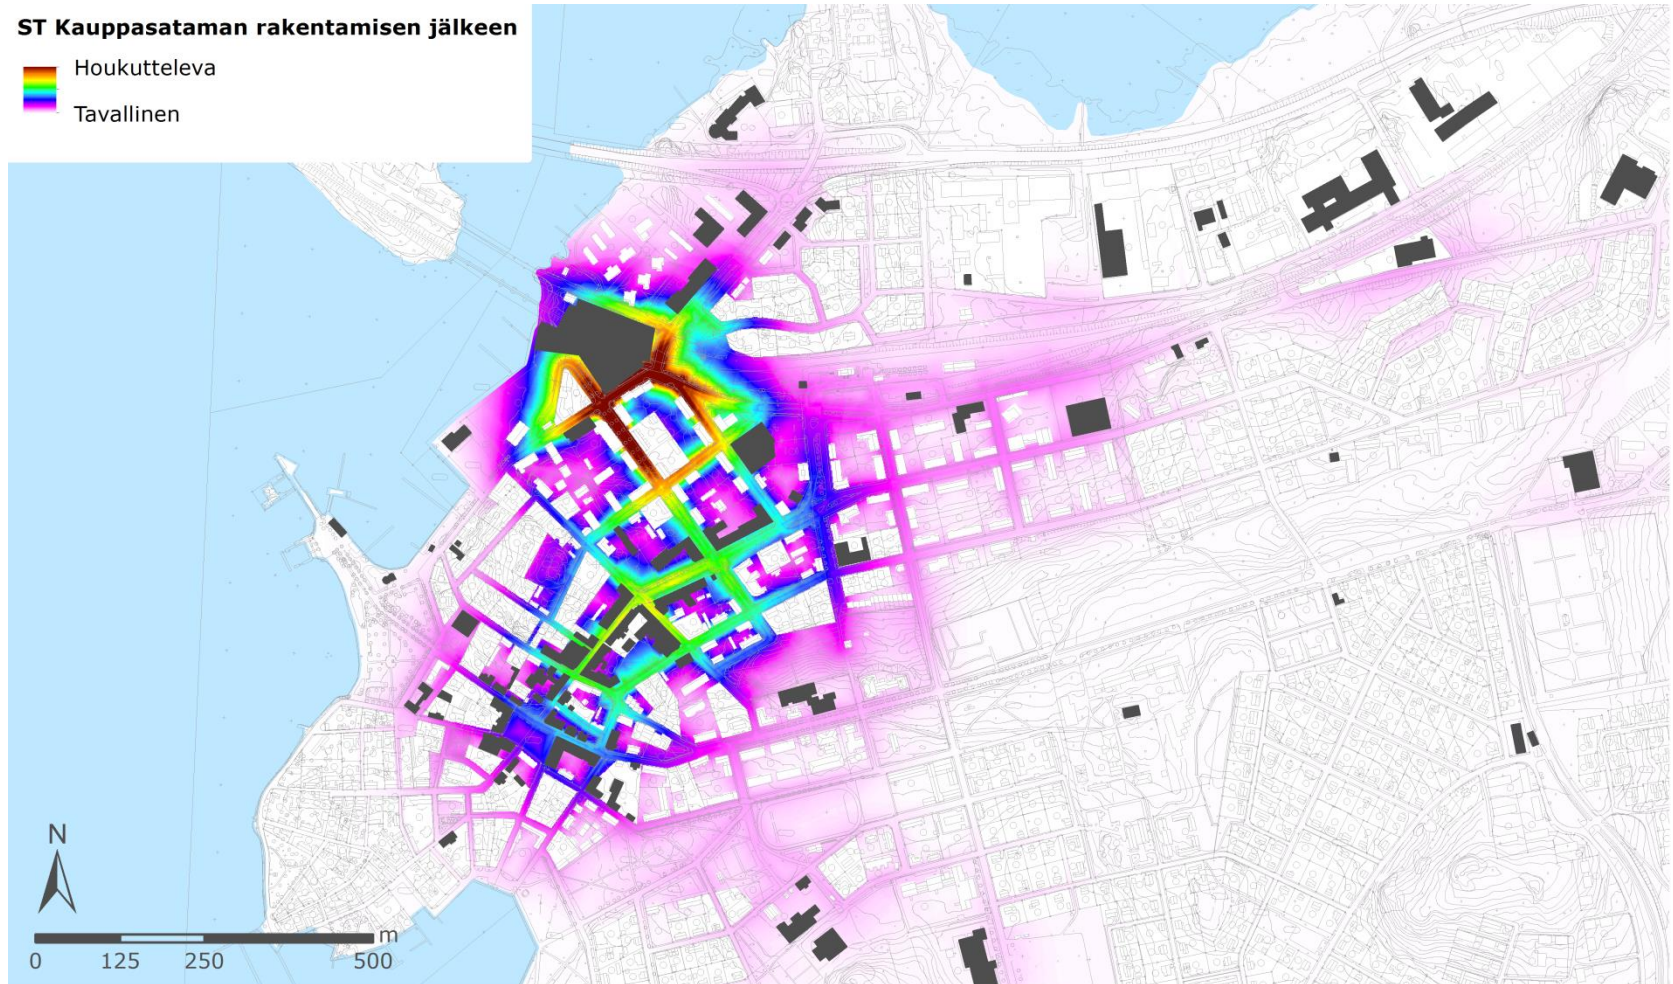 ST Kauppasataman rakentamisen jälkeen
Houkutteleva
Tavallinen
N
m
0 125 250 500